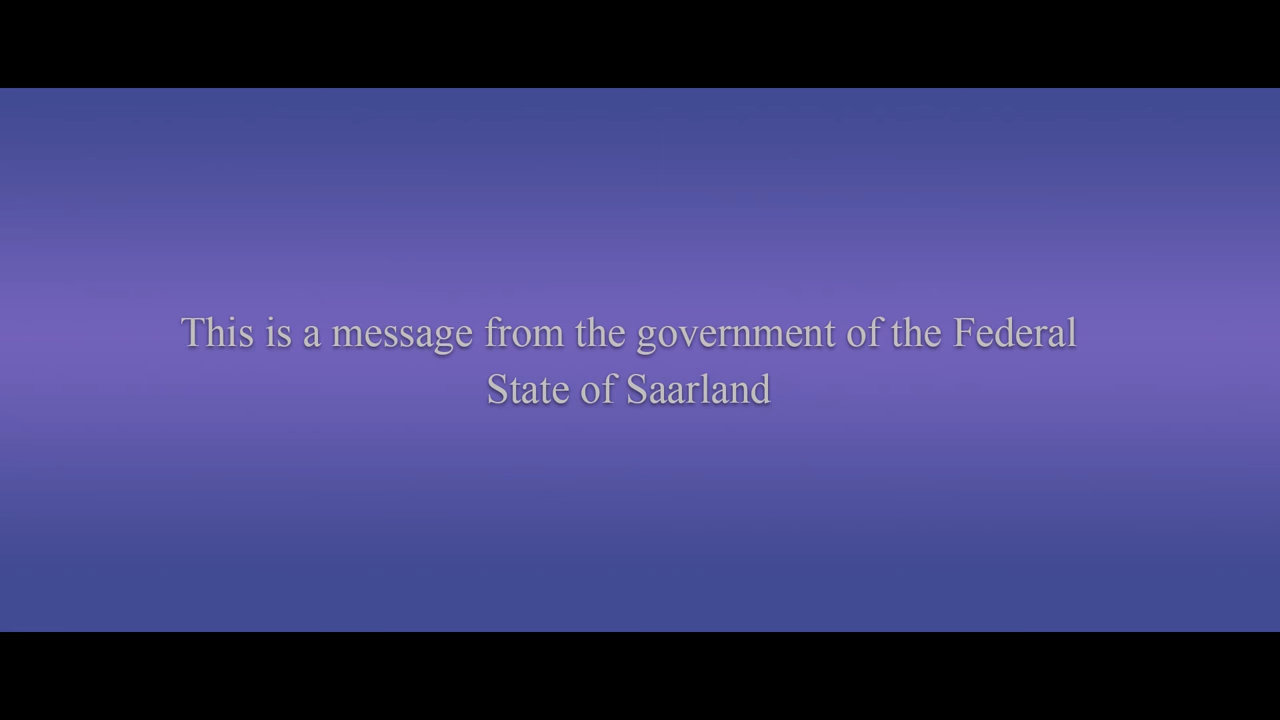 This is a message from the government of the Federal
State of Saarland